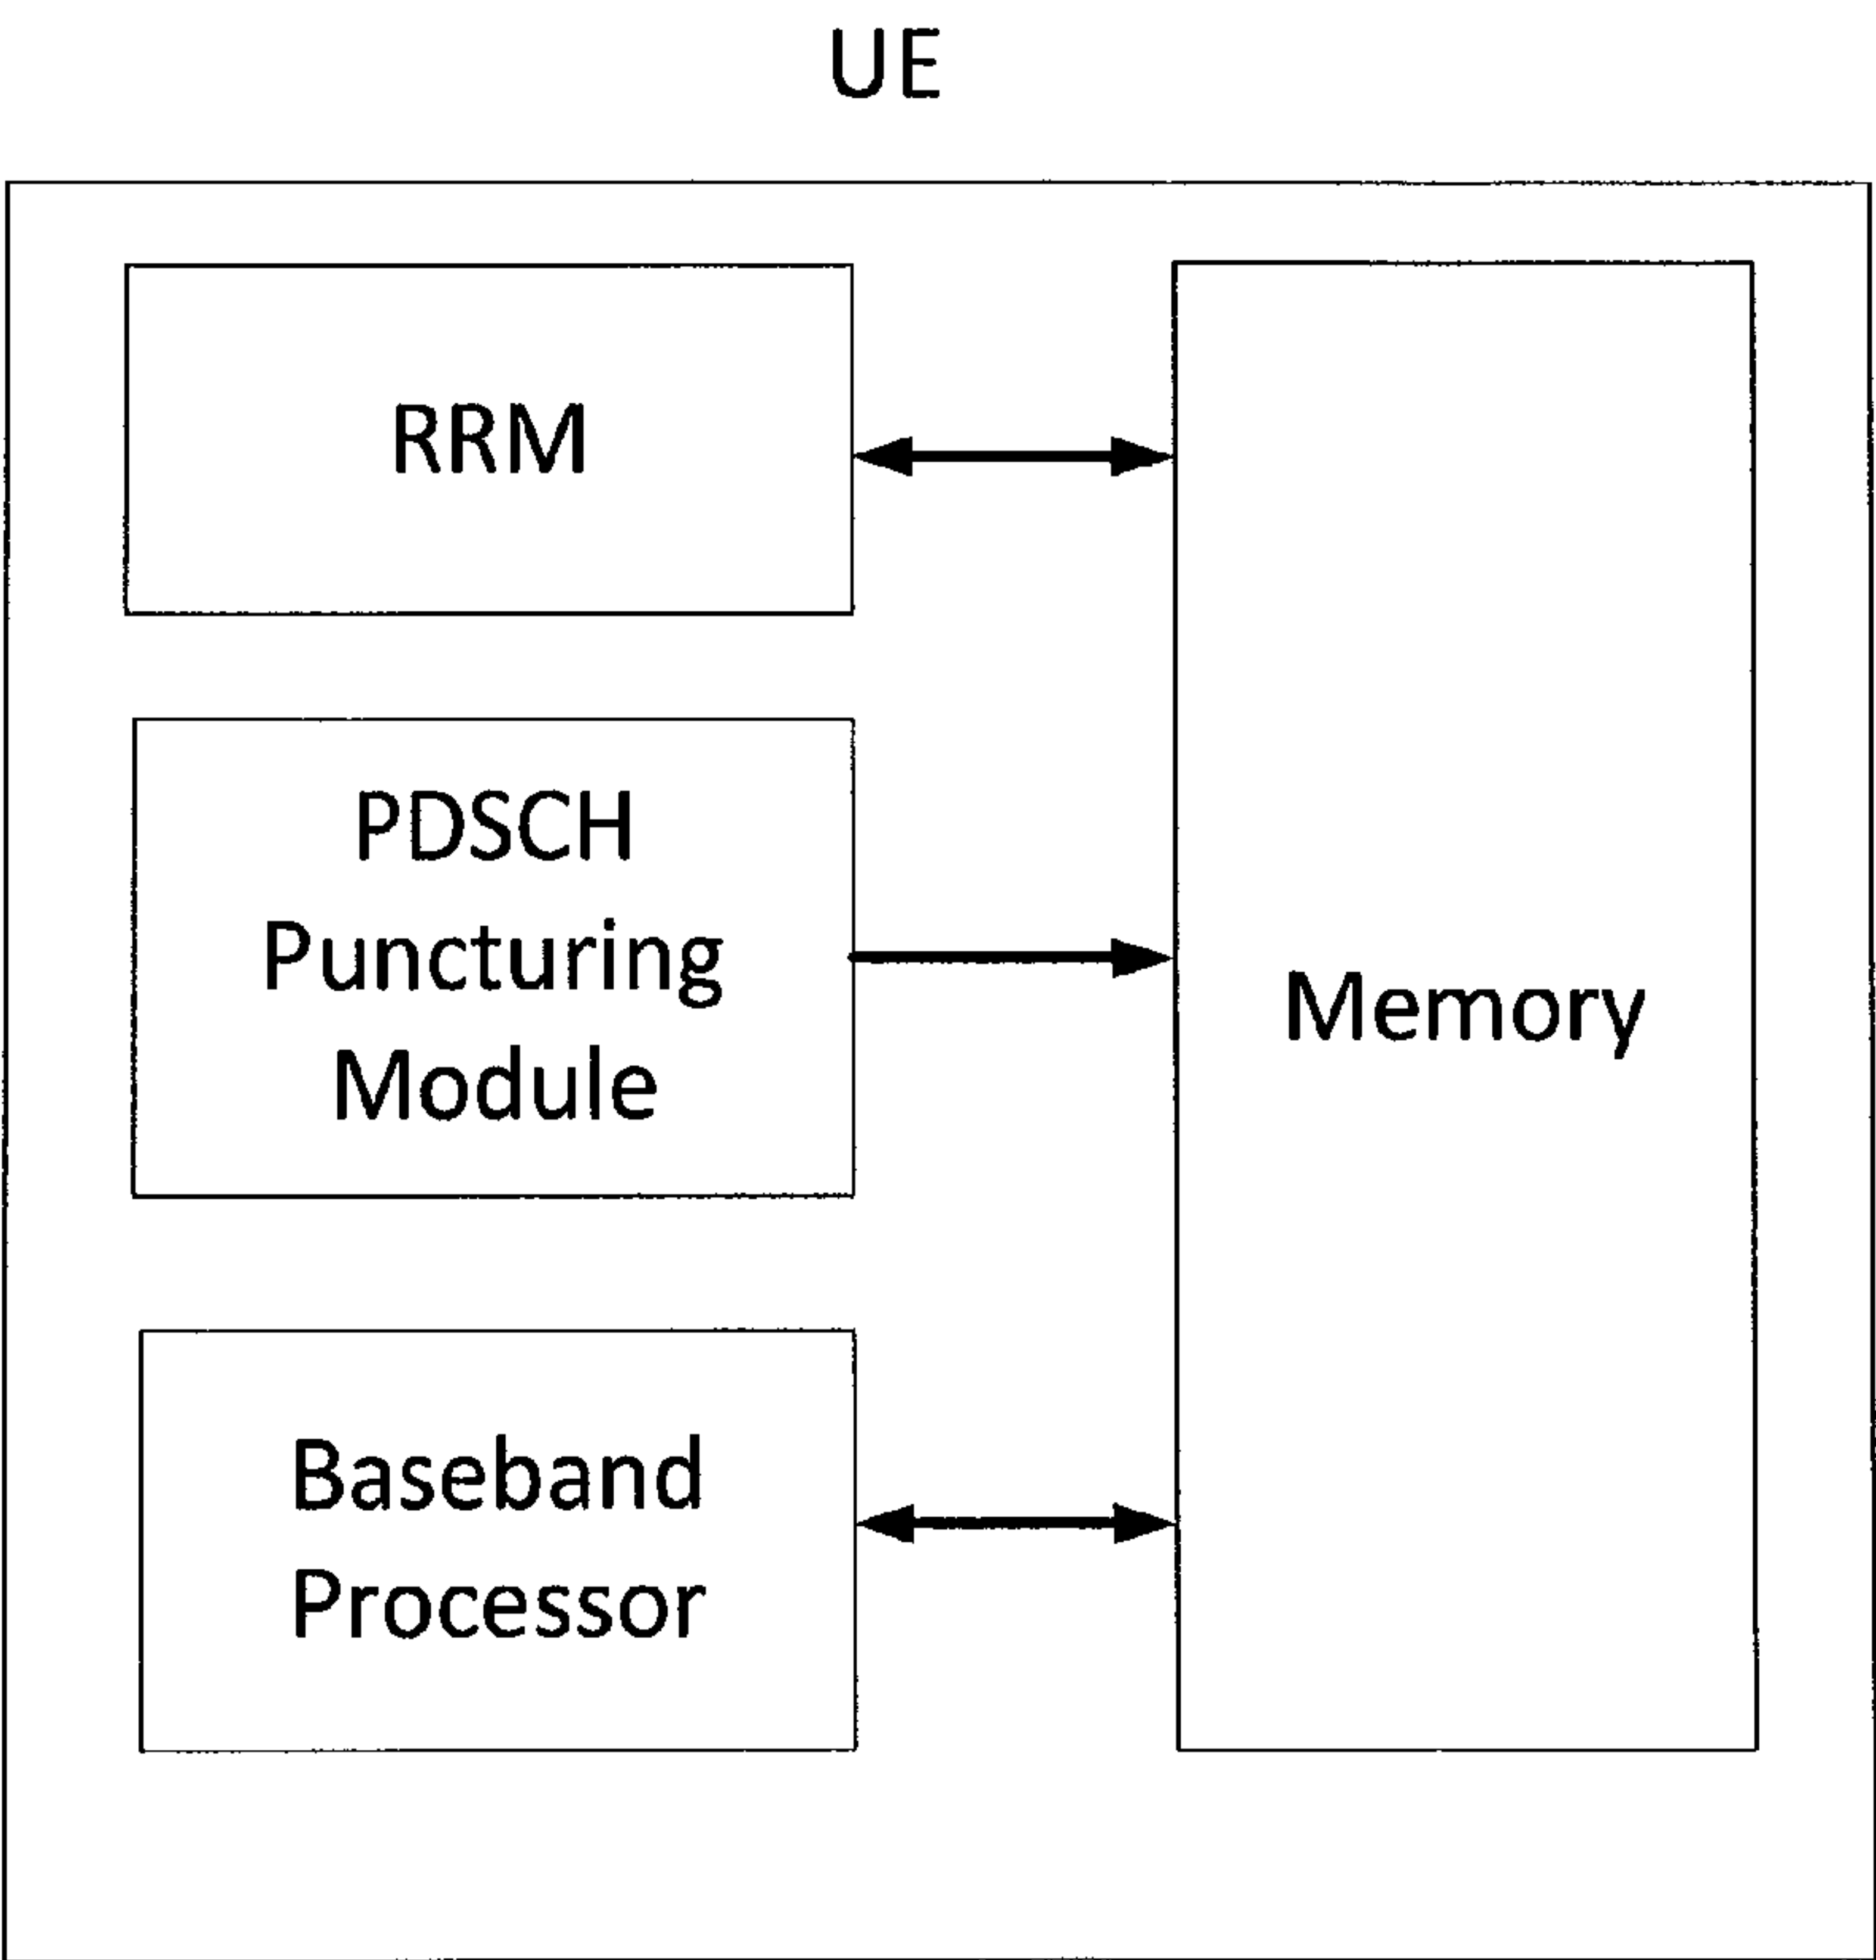 UE
RRM
PDSCH
Puncturing
Module
Memory
Baseband
Processor